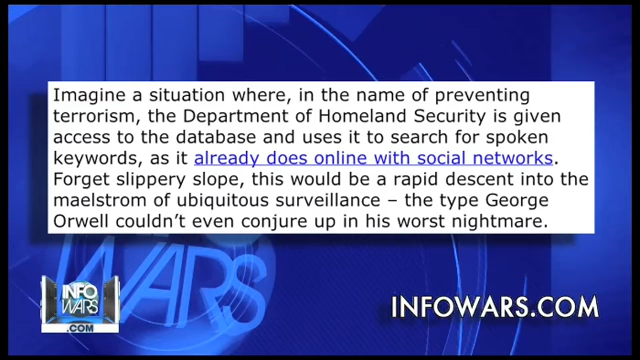 Imagine a situation where, in the name of preventing
terrorism, the Department of Homeland Security is given
access to the database and uses it to search for spoken
keywords, as it already does online with social networks.
Forget slippery slope, this would be a rapid descent into the
maelstrom of ubiquitous surveillance – the type George
Orwell couldn’t even conjure up in his worst nightmare.
WARS
INFO
WARS
.COM
INFOWARS.COM